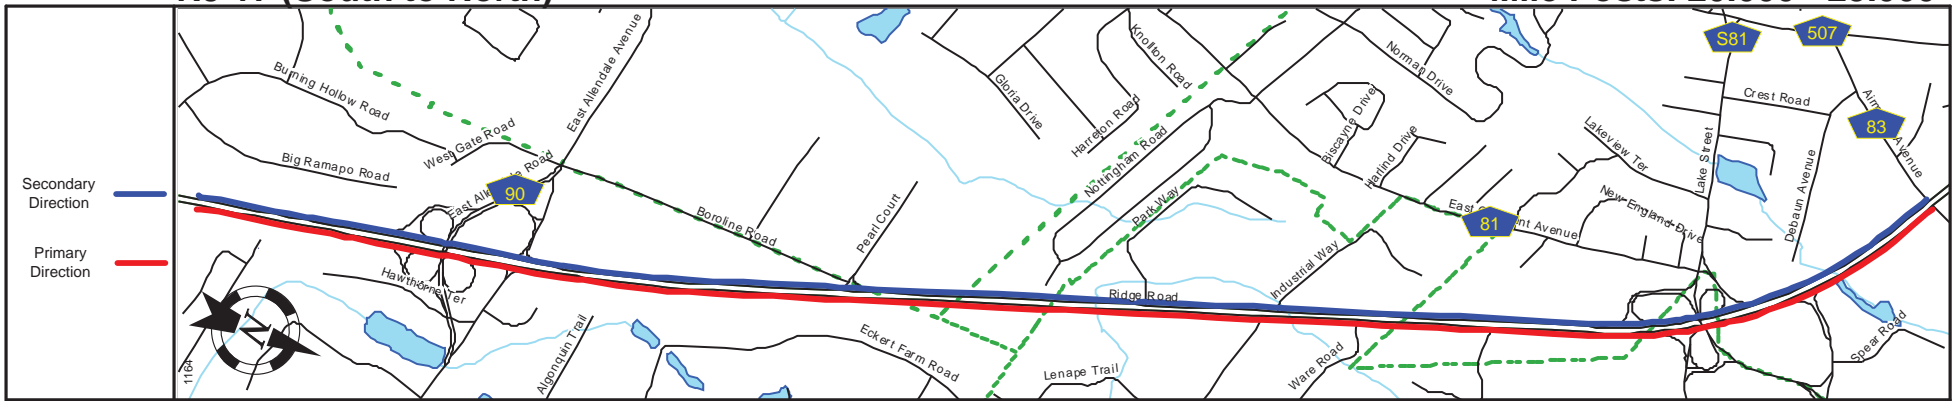 Secondary
Direction
Primary
Direction
Burning Hollow Road
Big Ramapo Road
West Gate Road
East Allendale Avenue
90
Hawthorne Ter
N
1164
Algonquin Trail
Boroline Road
Pearl Court
Eckert Farm Road
Gloria Drive
Knollton Road
Harreton Road
Nottingham Road
Park Way
Ridge Road
Lenape Trail
Industrial Way
Ware Road
Norman Drive
Biscayne Drive
Harlind Drive
East
81
Avenue
Lakeview Ter
New England Drive
Lake Street
S81
507
Crest Road
83
Avenue
Debaun Avenue
Spear Road